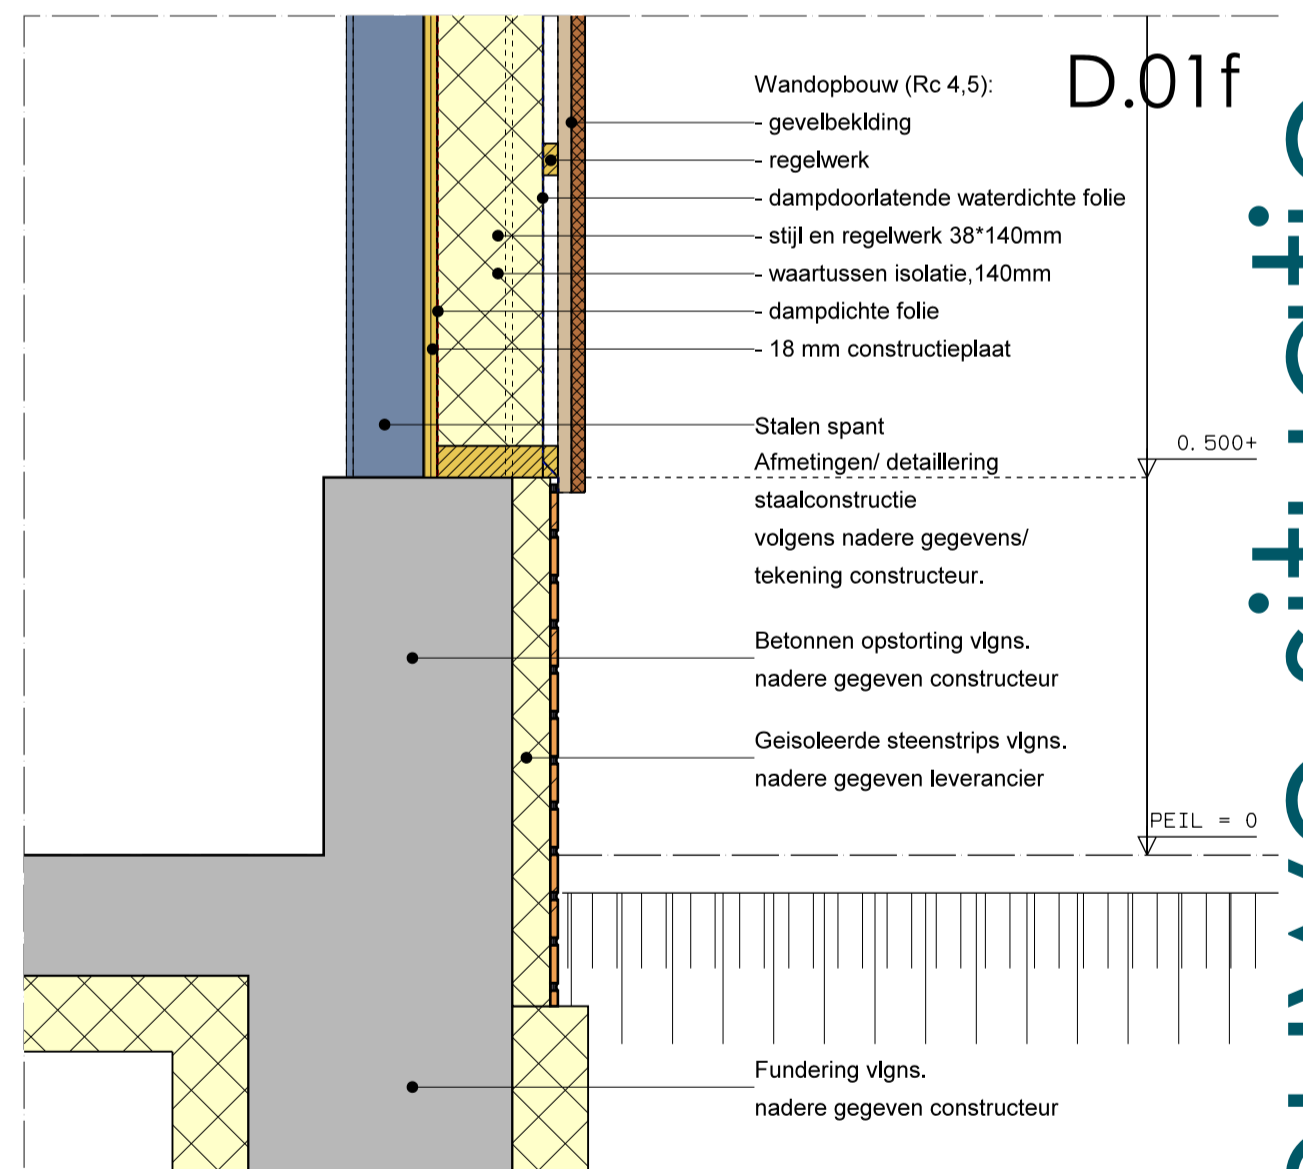 D.01f
Wandopbouw (Rc 4,5):
- gevelbeklding
- regelwerk
- dampdoorlatende waterdichte folie
- stijl en regelwerk 38*140mm
- waartussen isolatie,140mm
- dampdichte folie
- 18 mm constructieplaat
Stalen spant
Afmetingen/ detaillering
staalconstructie
volgens nadere gegevens/
tekening constructeur.
0.500+
Betonnen opstorting vlgns.
nadere gegeven constructeur
Geisoleerde steenstrips vlgns.
nadere gegeven leverancier
PEIL = 0
Fundering vlgns.
nadere gegeven constructeur